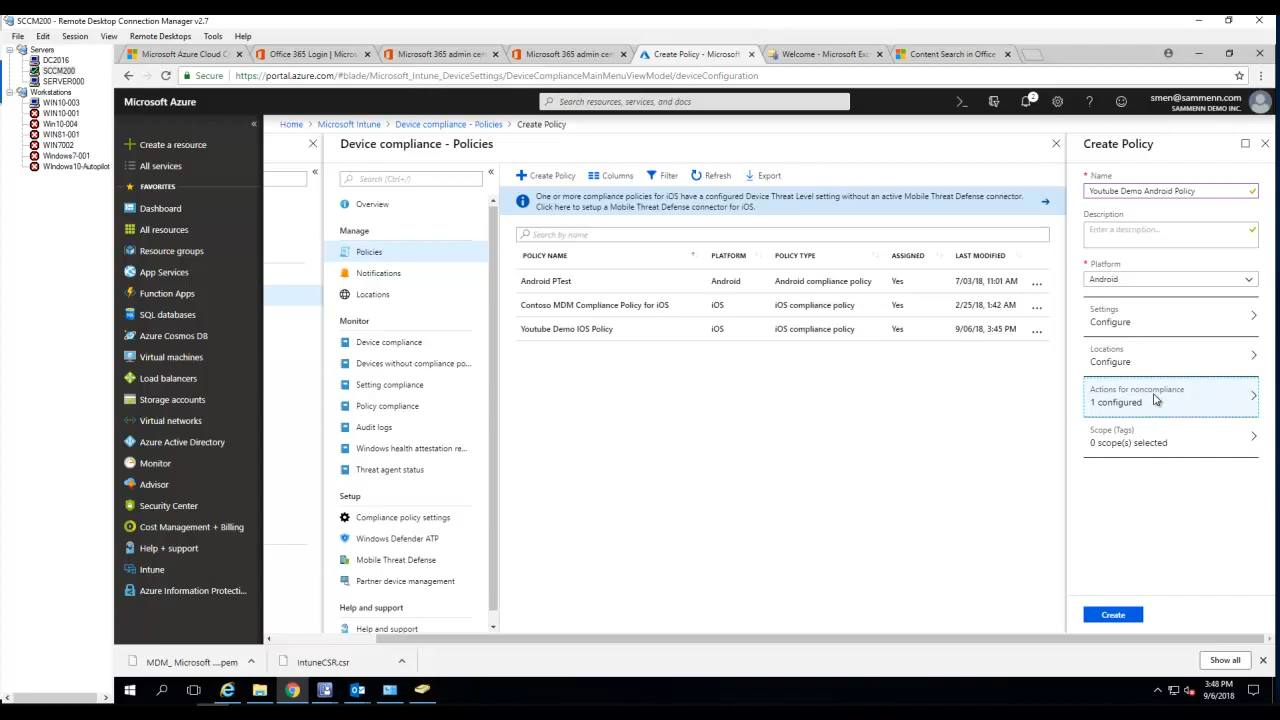 SCCM200 - Remote Desktop Connection Manager v2.7
File Edit Session View Remote Desktops Tools Help
Servers
DC2016
SCCM200
SERVER000
Workstations
WIN10-003
WIN10-001
Win10-004
WIN81-001
WIN7002
Windows7-001
Windows10-Autopilot
Microsoft Azure Cloud C
Office 365 Login | Micros
Microsoft 365 admin cen
Microsoft 365 admin cen
Create Policy - Microsoft
Welcome - Microsoft Ex
Content Search in Office
Secure
https://portal.azure.com/#blade/Microsoft_Intune_DeviceSettings/DeviceComplianceMainMenuViewModel/deviceConfiguration
Microsoft Azure
Search resources, services, and docs
2
smen@sammenn.com
SAMMENN DEMO INC.
Create a resource
All services
FAVORITES
Dashboard
All resources
Resource groups
App Services
Function Apps
SQL databases
Azure Cosmos DB
Virtual machines
Load balancers
Storage accounts
Virtual networks
Azure Active Directory
Monitor
Advisor
Security Center
Cost Management + Billing
Help + support
Intune
Azure Information Protecti...
Home Microsoft Intune Device compliance - Policies Create Policy
Device compliance - Policies
Search (Ctrl+/)
Overview
Manage
Policies
Notifications
Locations
Monitor
Device compliance
Devices without compliance po...
Setting compliance
Policy compliance
Audit logs
Windows health attestation re...
Threat agent status
Setup
Compliance policy settings
Windows Defender ATP
Mobile Threat Defense
Partner device management
Help and support
Help and support
Create Policy Columns Filter Refresh Export
One or more compliance policies for iOS have a configured Device Threat Level setting without an active Mobile Threat Defense connector.
Click here to setup a Mobile Threat Defense connector for iOS.
Search by name
POLICY NAME PLATFORM POLICY TYPE ASSIGNED LAST MODIFIED
Android PTest Android Android compliance policy Yes 7/03/18, 11:01 AM ...
Contoso MDM Compliance Policy for iOS iOS iOS compliance policy Yes 2/25/18, 1:42 AM ...
Youtube Demo IOS Policy iOS iOS compliance policy Yes 9/06/18, 3:45 PM ...
Create Policy
* Name
Youtube Demo Android Policy
Description
Enter a description...
* Platform
Android
Settings
Configure
Locations
Configure
Actions for noncompliance
1 configured
Scope (Tags)
0 scope(s) selected
Create
MDM_ Microsoft ....pem
IntuneCSR.csr
Show all
3:48 PM
9/6/2018